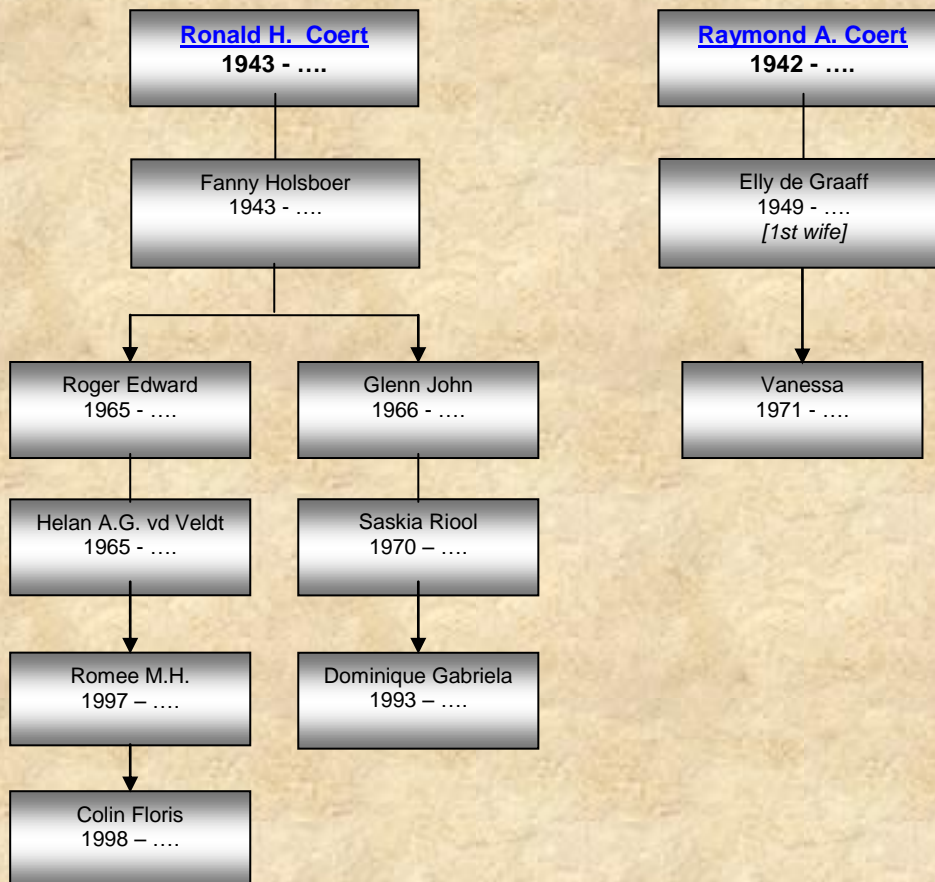 Ronald H. Coert
1943 - ….
Raymond A. Coert
1942 - ….
Fanny Holsboer
1943 - ….
Elly de Graaff
1949 - ….
[1st wife]
Roger Edward
1965 - ….
Glenn John
1966 - ….
Vanessa
1971 - ….
Helan A.G. vd Veldt
1965 - ….
Saskia Riool
1970 – ….
Romee M.H.
1997 – ….
Dominique Gabriela
1993 – ….
Colin Floris
1998 – ….